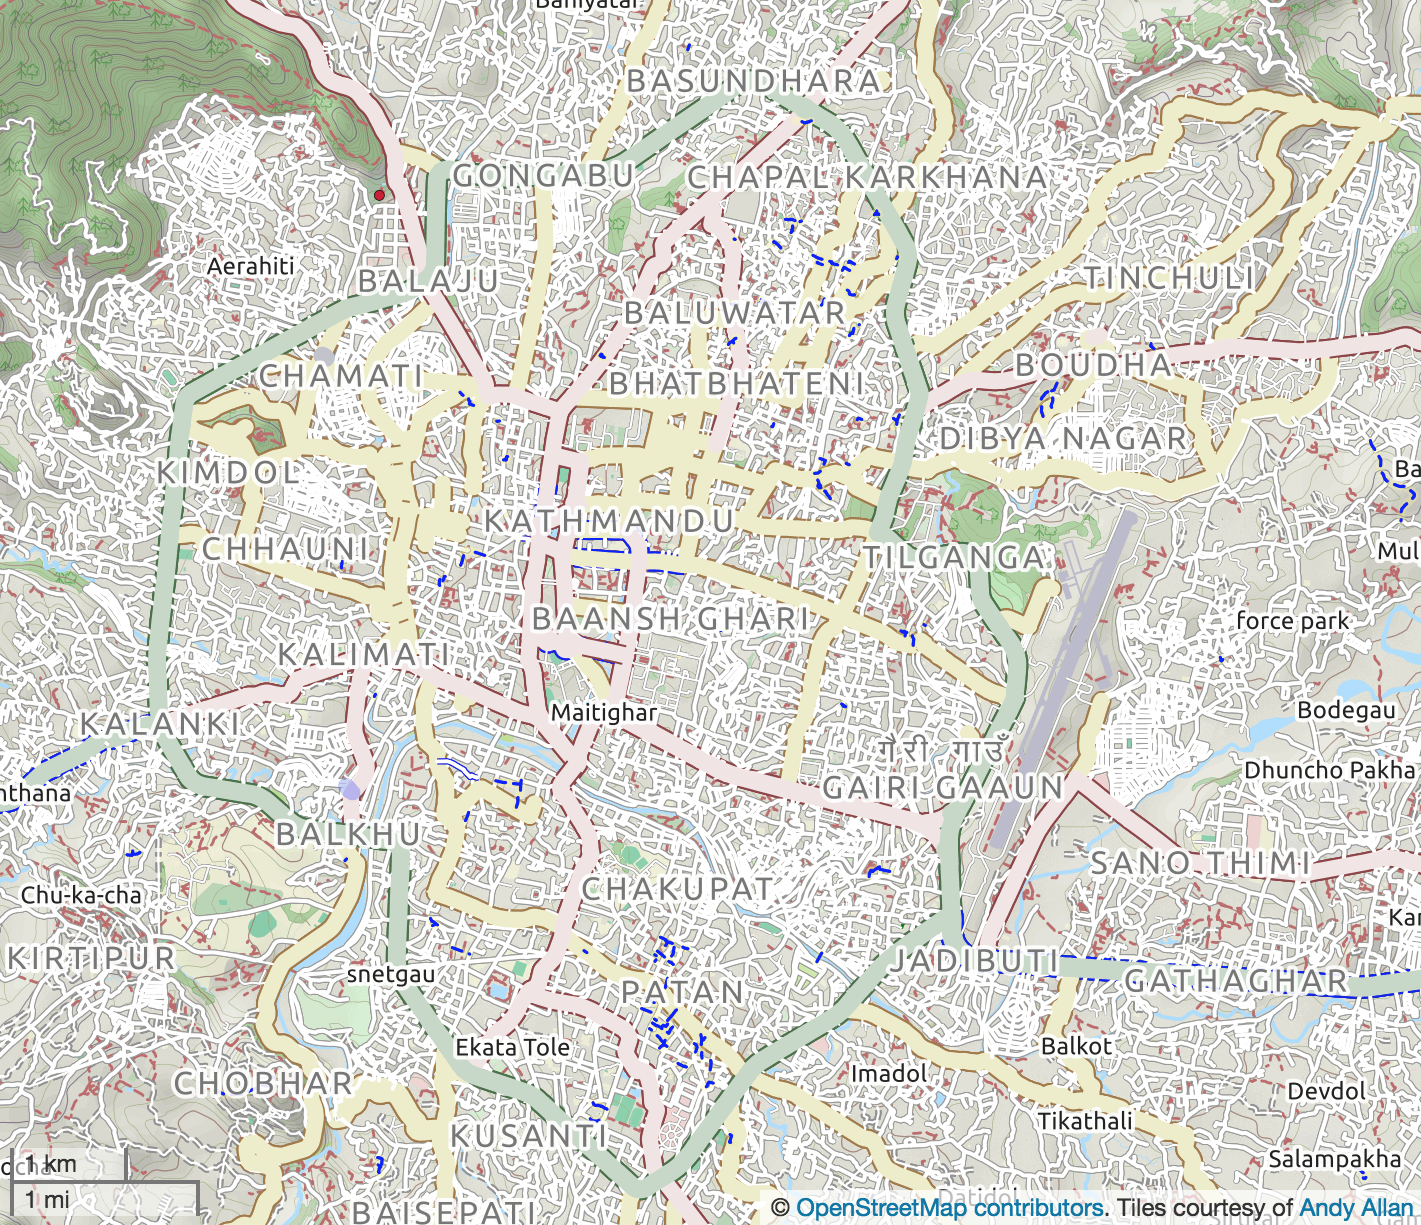 Baniyatar
BASUNDHARA
GONGABU
CHAPAL KARKHANA
Aerahiti
BALAJU
TINCHULI
BALUWATAR
BOUDHA
CHAMATI
BHATBHATENI
DIBYA NAGAR
KIMDOL
Ba
KATHMANDU
CHHAUNI
TILGANGA
Mul
BAANSH GHARI
force park
KALIMATI
Maitighar
Bodegau
KALANKI
गैरी गाउँ
GAIRI GAAUN
Dhuncho Pakha
nthana
BALKHU
SANO THIMI
Chu-ka-cha
CHAKUPAT
Kar
KIRTIPUR
JADIBUTI
snetgau
GATHAGHAR
PATAN
Ekata Tole
Balkot
Imadol
CHOBHAR
Devdol
Tikathali
KUSANTI
1 km
Salampakha
1 mi
BAISEPATI
© OpenStreetMap contributors. Tiles courtesy of Andy Allan